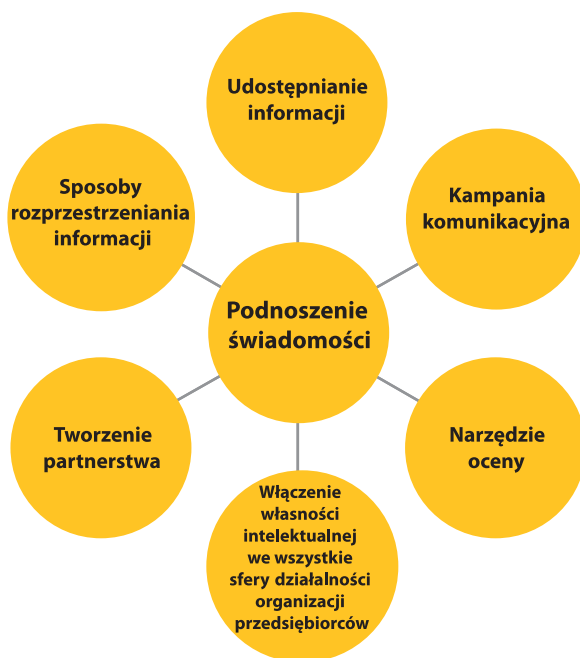 Udostępnianie
informacji
Sposoby
rozprzestrzeniania
informacji
Kampania
komunikacyjna
Podnoszenie
świadomości
Tworzenie
partnerstwa
Narzędzie
oceny
Włączenie
własności
intelektualnej
we wszystkie
sfery działalności
organizacji
przedsiębiorców